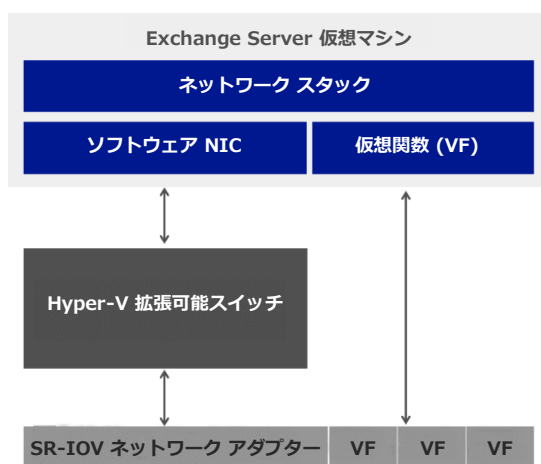 Exchange Server 仮想マシン
ネットワーク スタック
ソフトウェア NIC
仮想関数 (VF)
Hyper-V 拡張可能スイッチ
SR-IOV ネットワーク アダプター
VF
VF
VF